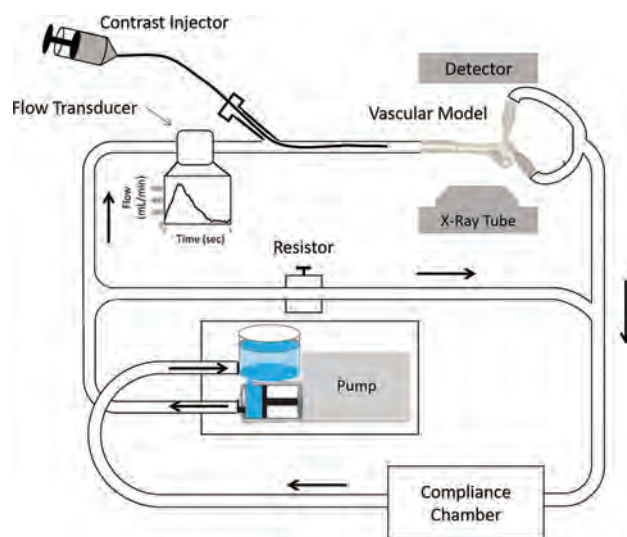 Contrast Injector
Detector
Flow Transducer
Vascular Model
Flow
(mL/min)
Time (sec)
X-Ray Tube
Resistor
Pump
Compliance
Chamber